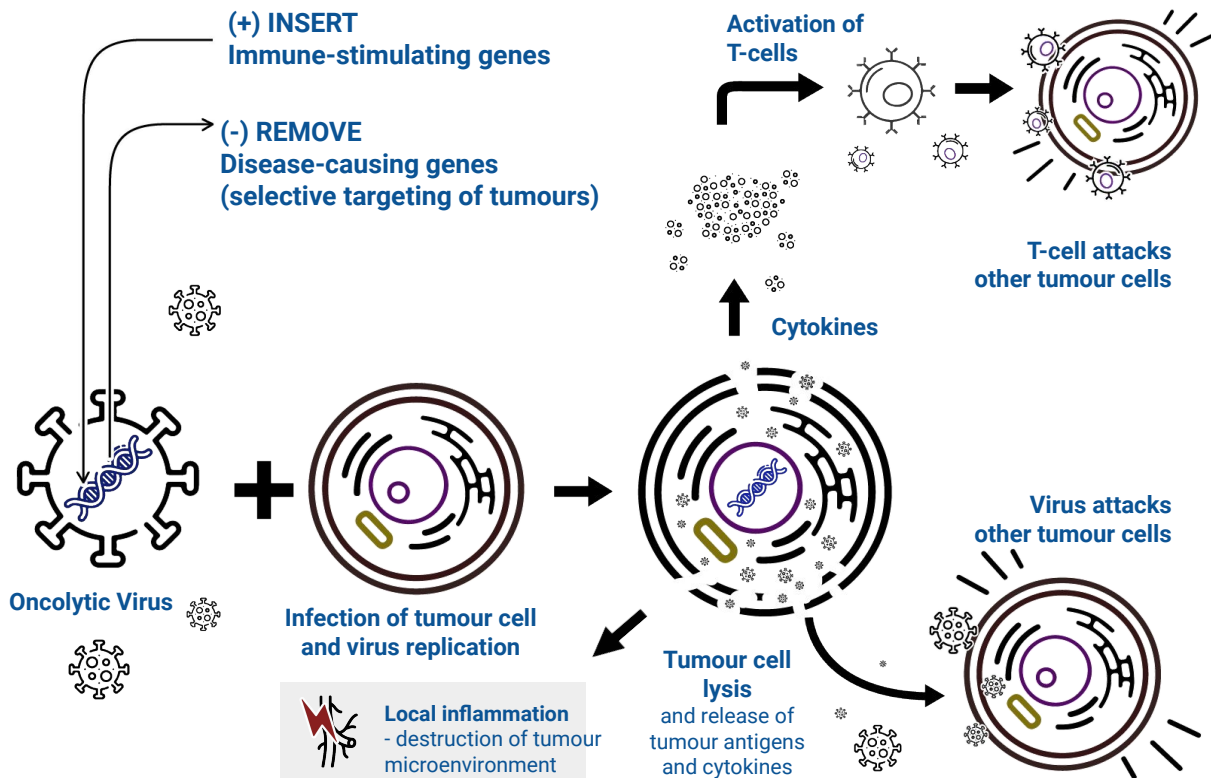 (+) INSERT
Immune-stimulating genes
(-) REMOVE
Disease-causing genes
(selective targeting of tumours)
Activation of
T-cells
T-cell attacks
other tumour cells
Cytokines
Oncolytic Virus
Infection of tumour cell
and virus replication
Local inflammation
- destruction of tumour
microenvironment
Tumour cell
lysis
and release of
tumour antigens
and cytokines
Virus attacks
other tumour cells